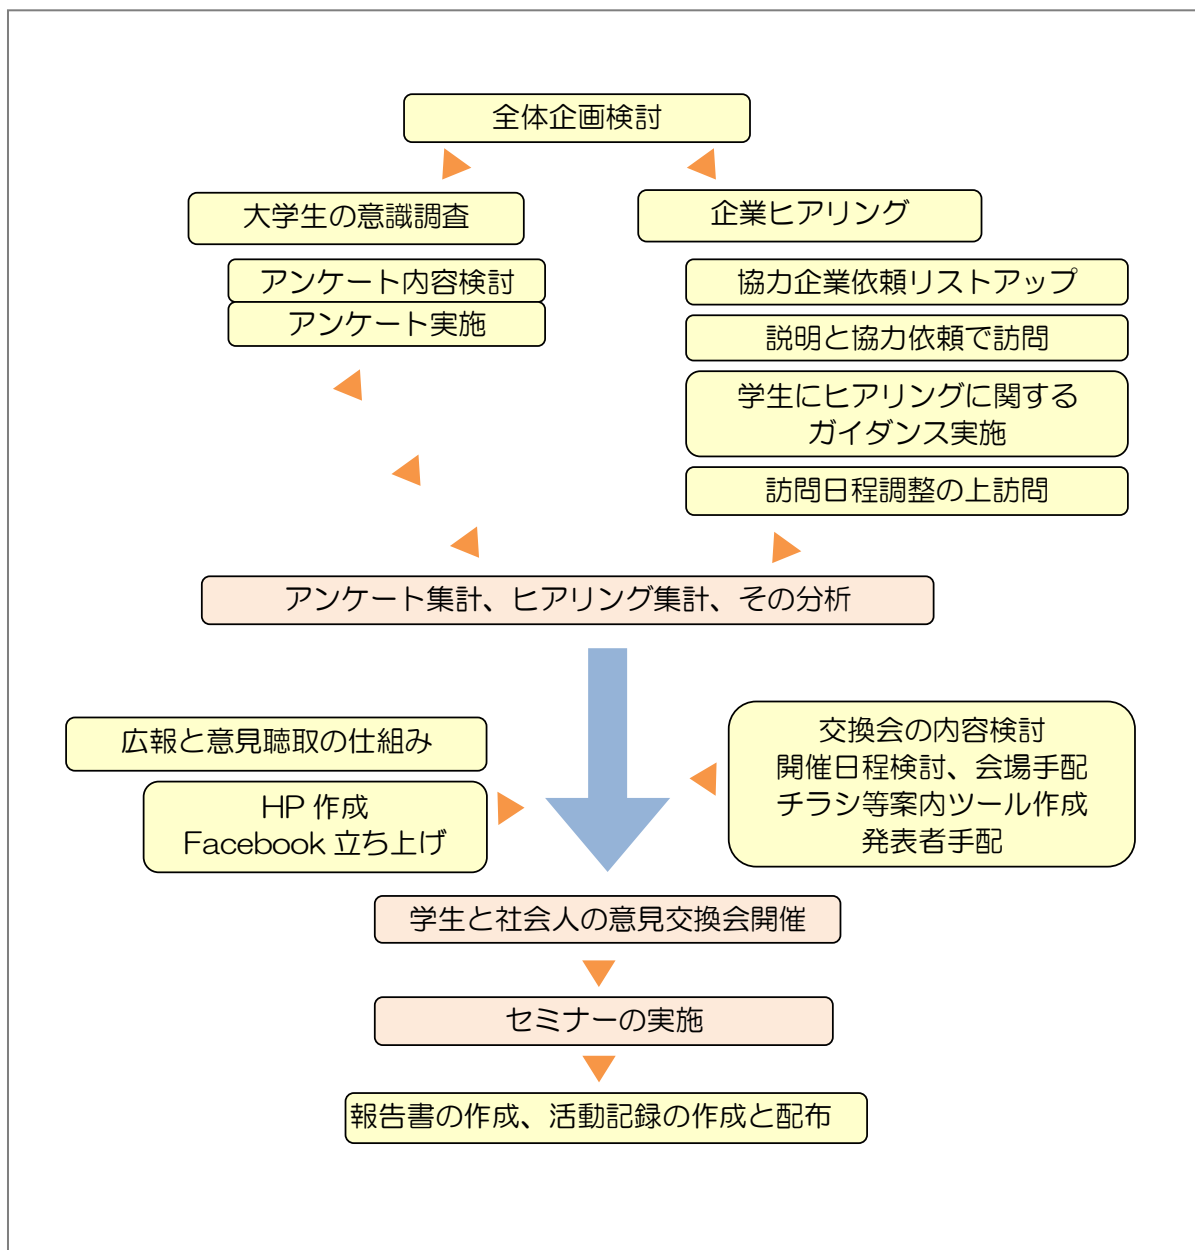 全体企画検討
大学生の意識調査
アンケート内容検討
アンケート実施
企業ヒアリング
協力企業依頼リストアップ
説明と協力依頼で訪問
学生にヒアリングに関する
ガイダンス実施
訪問日程調整の上訪問
アンケート集計、ヒアリング集計、その分析
広報と意見聴取の仕組み
HP 作成
Facebook 立ち上げ
交換会の内容検討
開催日程検討、会場手配
チラシ等案内ツール作成
発表者手配
学生と社会人の意見交換会開催
セミナーの実施
報告書の作成、活動記録の作成と配布